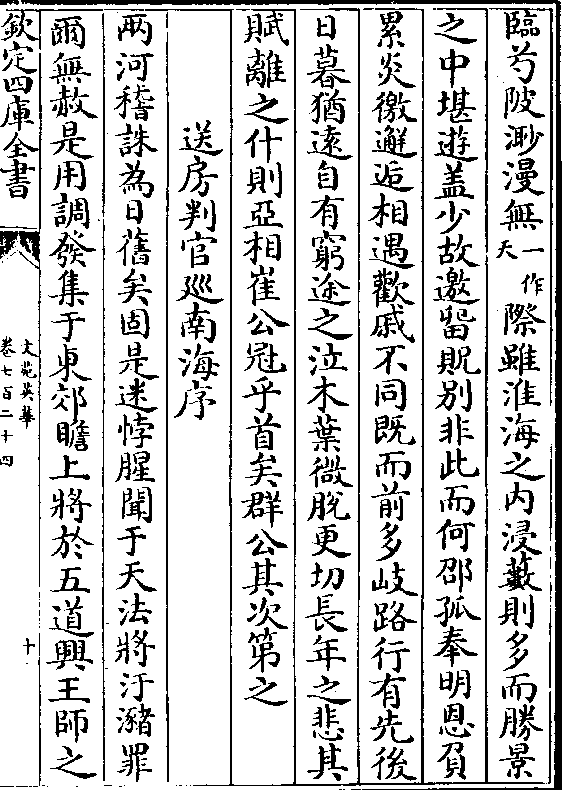 臨芍陂渺漫無一作天際雖淮海之内浸藪則多而勝景
之中堪遊蓋少故邀留貺别非此而何邵孤奉明恩負
累炎徼邂逅相遇歡戚不同既而前多岐路行有先後
日暮猶遠自有窮途之泣木葉微脱更切長年之悲其
賦離之什則亞相崔公冠乎首矣群公其次第之
送房判官廵南海序
两河稽誅為日舊矣固是迷悖腥聞于天法將汙瀦罪
爾無赦是用調發集于東郊瞻上將於五道興王師之
欽定四庫全書
文苑英華
卷七百二十四
十